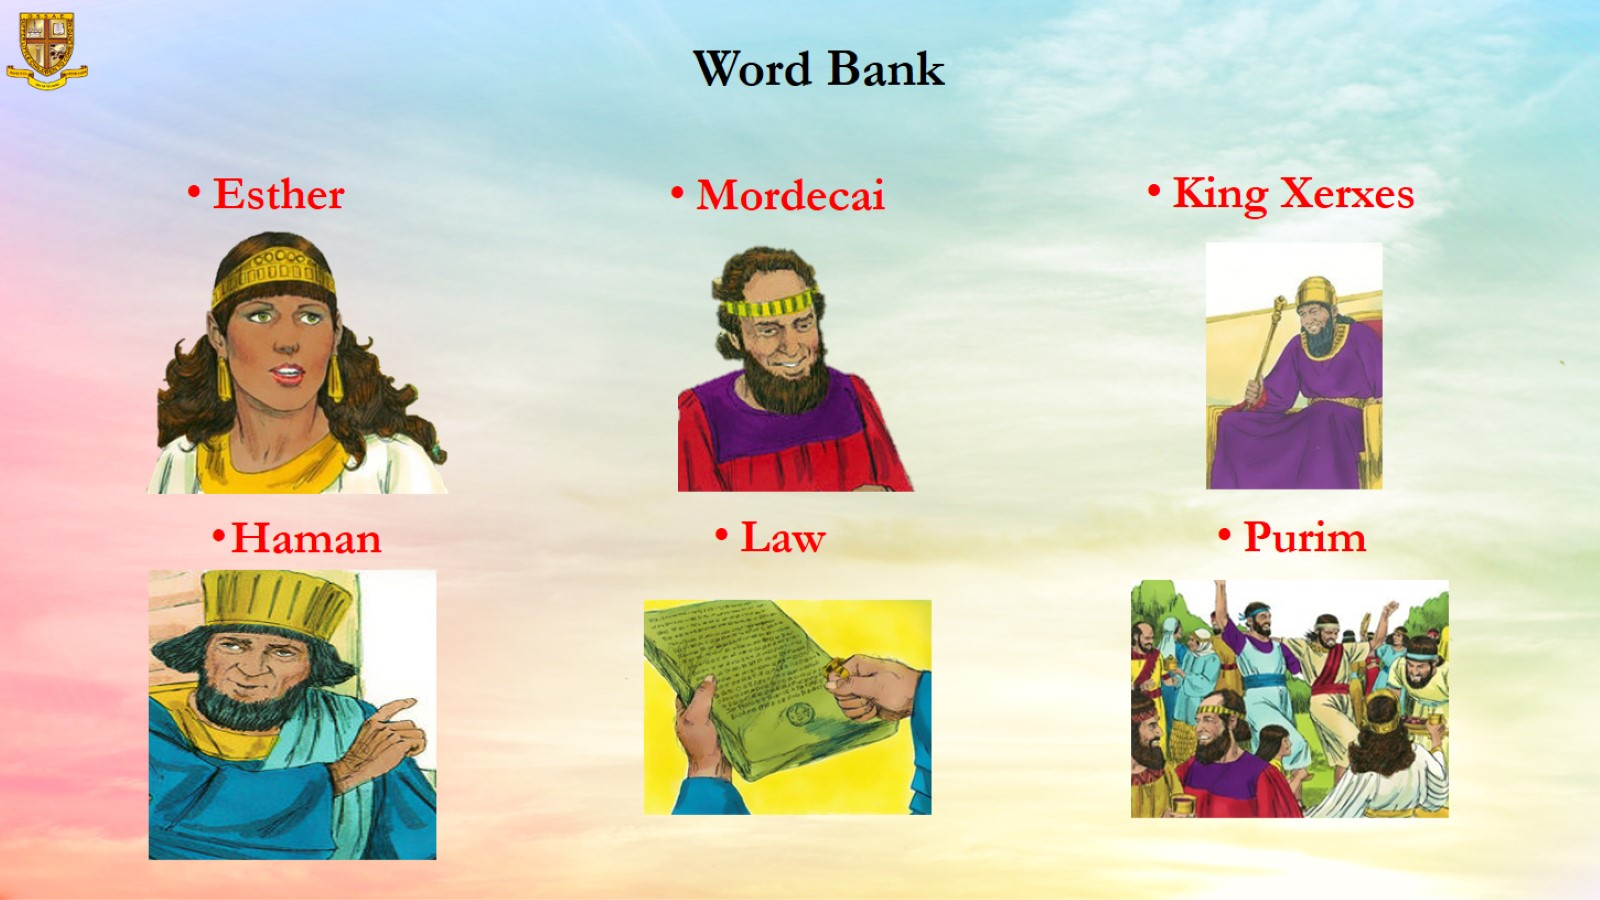 Word Bank
• Esther
• Mordecai
• King Xerxes
• Haman
• Law
• Purim